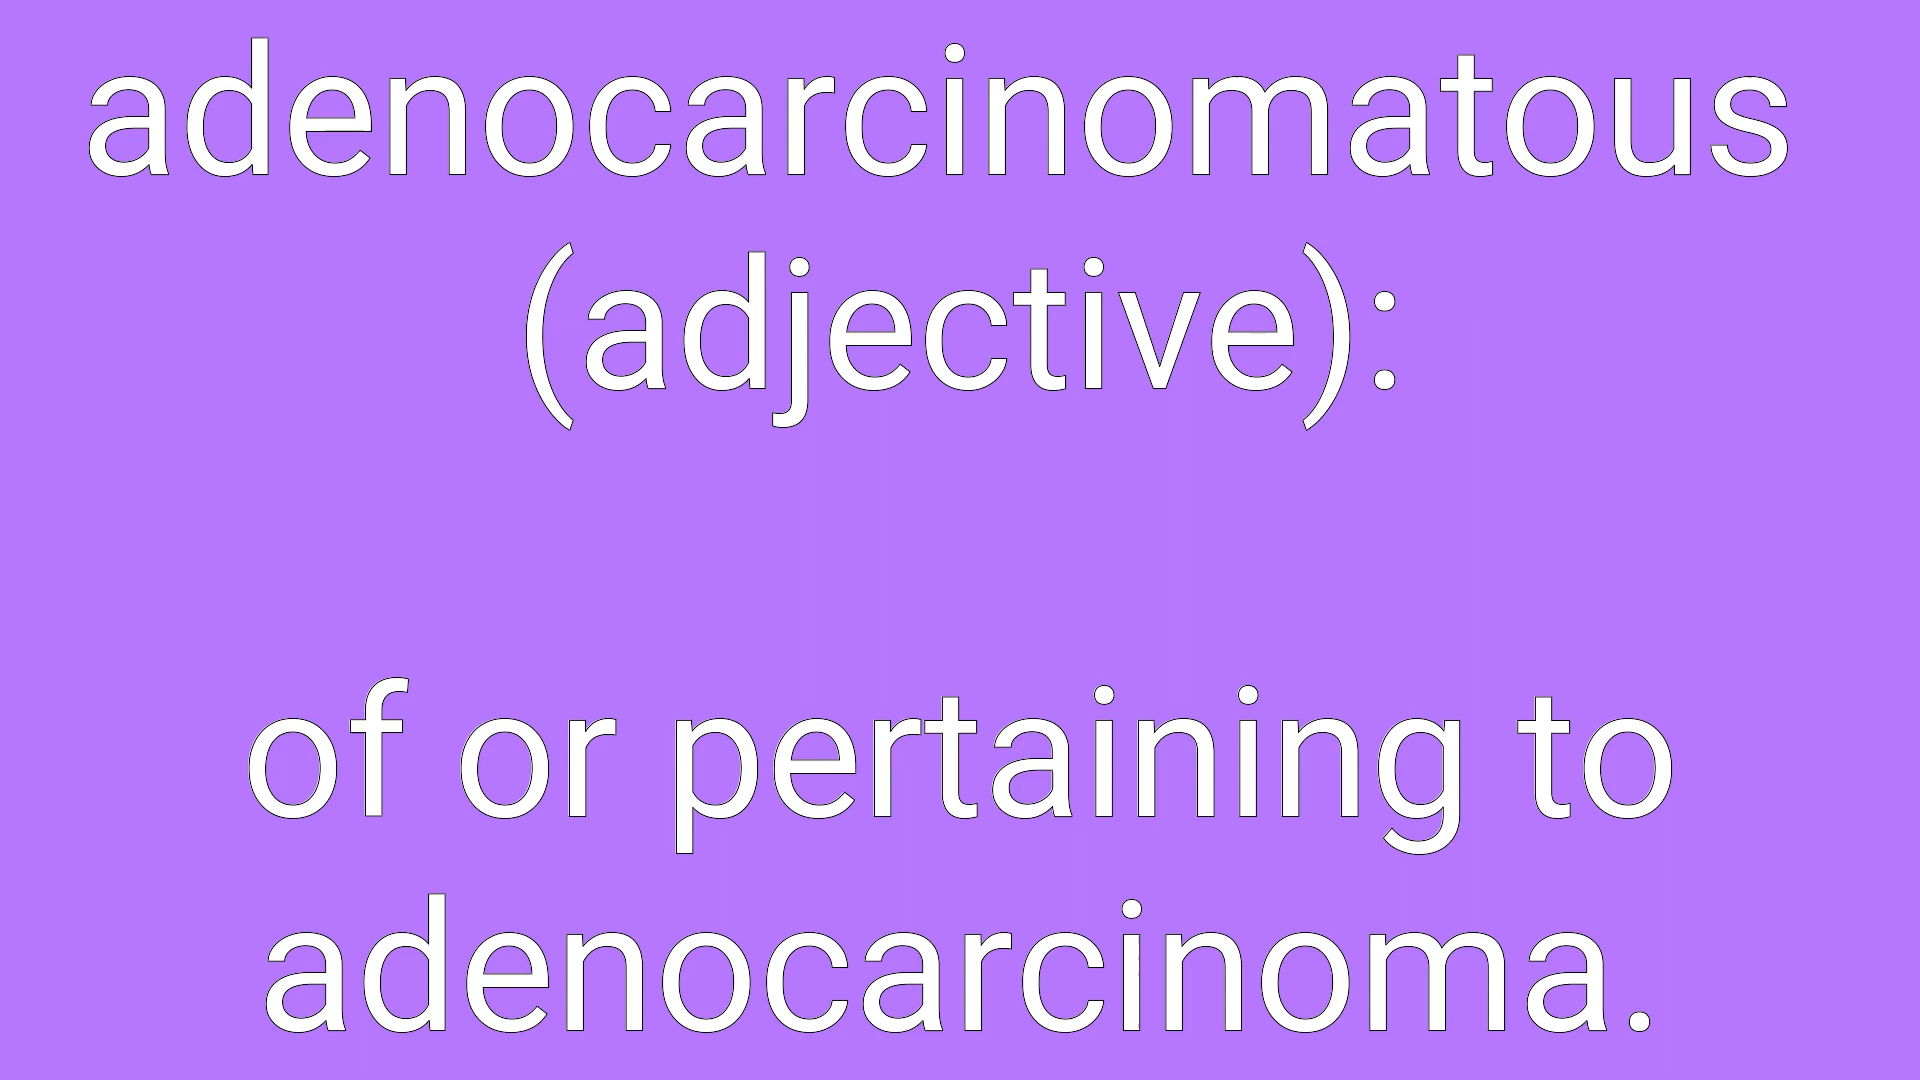 adenocarcinomatous
(adjective):
of or pertaining to
adenocarcinoma.